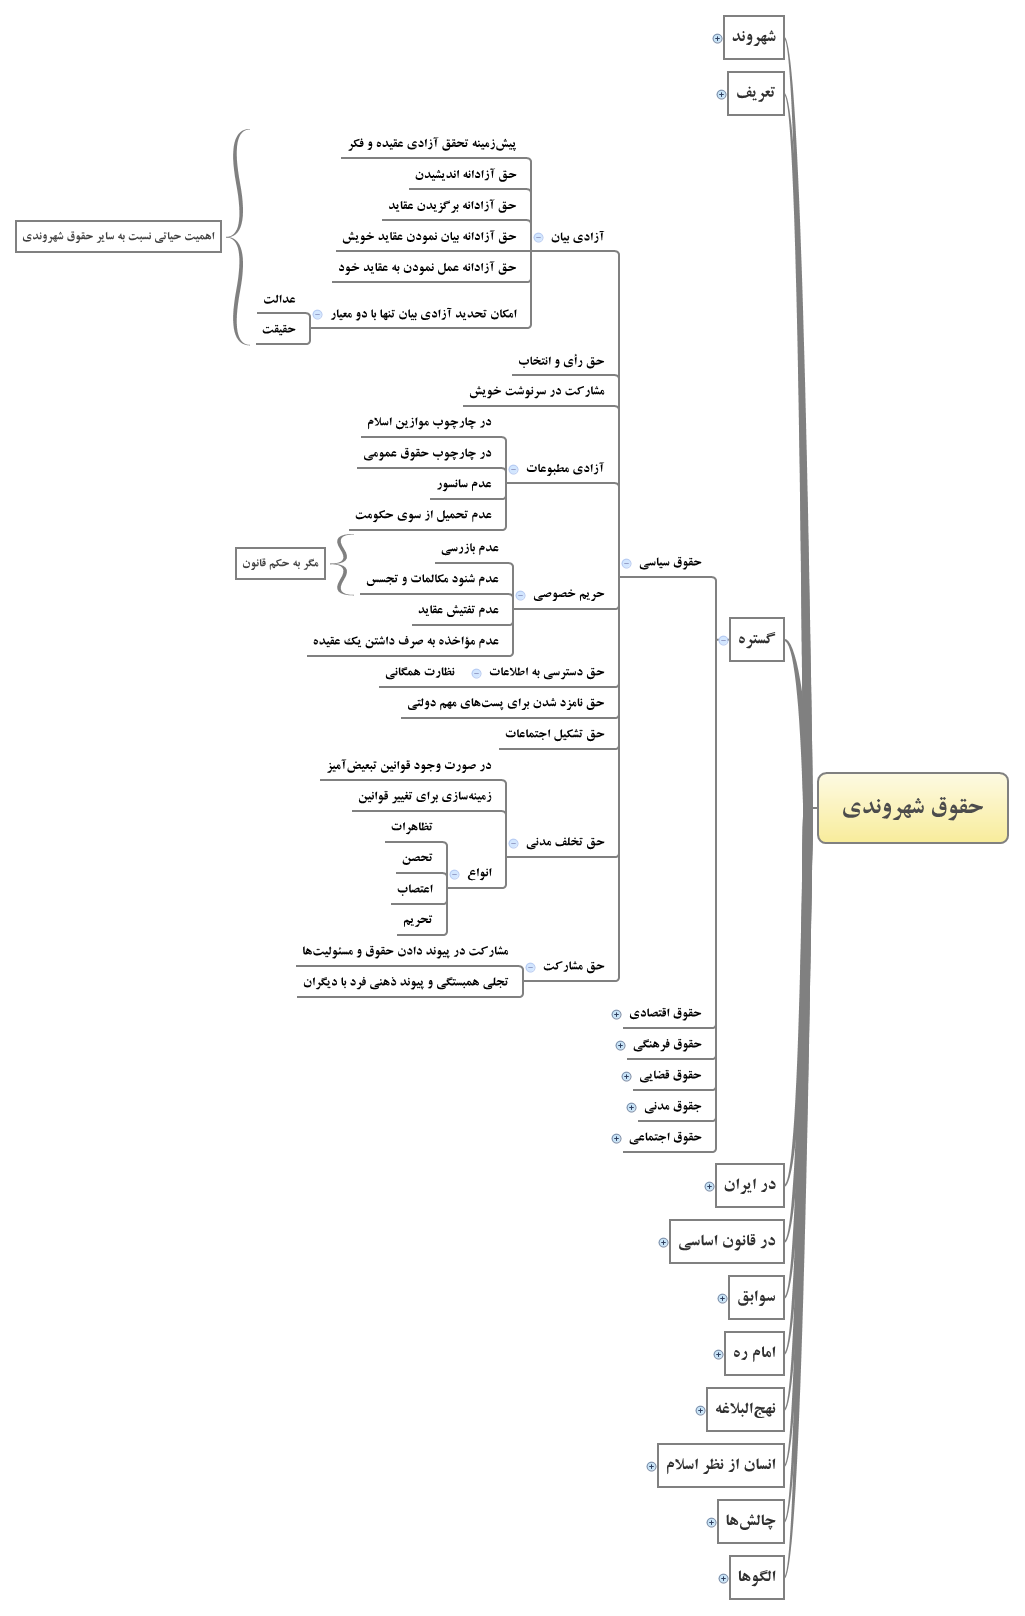 حقوق شهروندی
شهروند
تعریف
گستره
حقوق سیاسی
آزادی بیان
پیش‌زمینه تحقق آزادی عقیده و فکر
حق آزادانه اندیشیدن
حق آزادانه برگزیدن عقاید
حق آزادانه بیان نمودن عقاید خویش
حق آزادانه عمل نمودن به عقاید خود
امکان تحدید آزادی بیان تنها با دو معیار
عدالت
حقیقت
اهمیت حیاتی نسبت به سایر حقوق شهروندی
حق رأی و انتخاب
مشارکت در سرنوشت خویش
آزادی مطبوعات
در چارچوب موازین اسلام
در چارچوب حقوق عمومی
عدم سانسور
عدم تحمیل از سوی حکومت
حریم خصوصی
عدم بازرسی
عدم شنود مکالمات و تجسس
مگر به حکم قانون
عدم تفتیش عقاید
عدم مؤاخذه به صرف داشتن یک عقیده
حق دسترسی به اطلاعات
نظارت همگانی
حق نامزد شدن برای پست‌های مهم دولتی
حق تشکیل اجتماعات
حق تخلف مدنی
در صورت وجود قوانین تبعیض‌آمیز
زمینه‌سازی برای تغییر قوانین
انواع
تظاهرات
تحصن
اعتصاب
تحریم
حق مشارکت
مشارکت در پیوند دادن حقوق و مسئولیت‌ها
تجلی همبستگی و پیوند ذهنی فرد با دیگران
حقوق اقتصادی
حقوق فرهنگی
حقوق قضایی
جقوق مدنی
حقوق اجتماعی
در ایران
در قانون اساسی
سوابق
امام ره
نهج‌البلاغه
انسان از نظر اسلام
چالش‌ها
الگوها